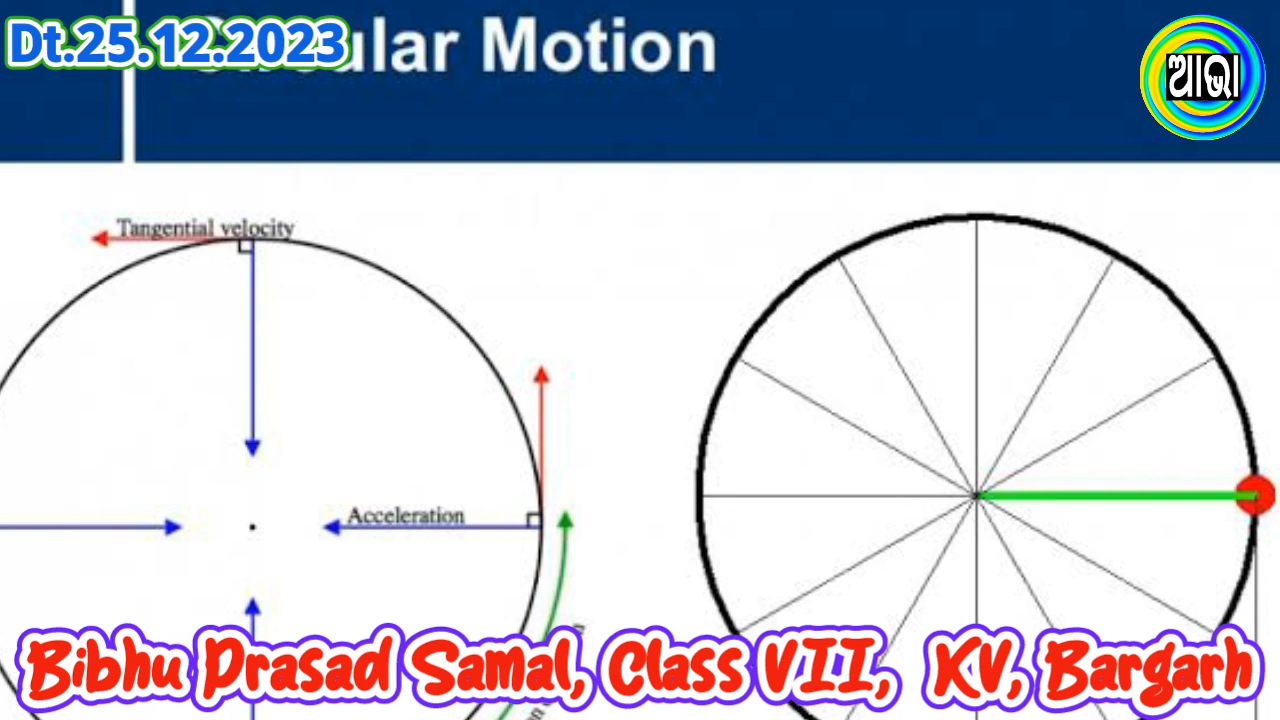 Dt.25.12.2023
Circular Motion
ଆଭା
Tangential velocity
Acceleration
Bibhu Prasad Samal, Class VII, KV, Bargarh